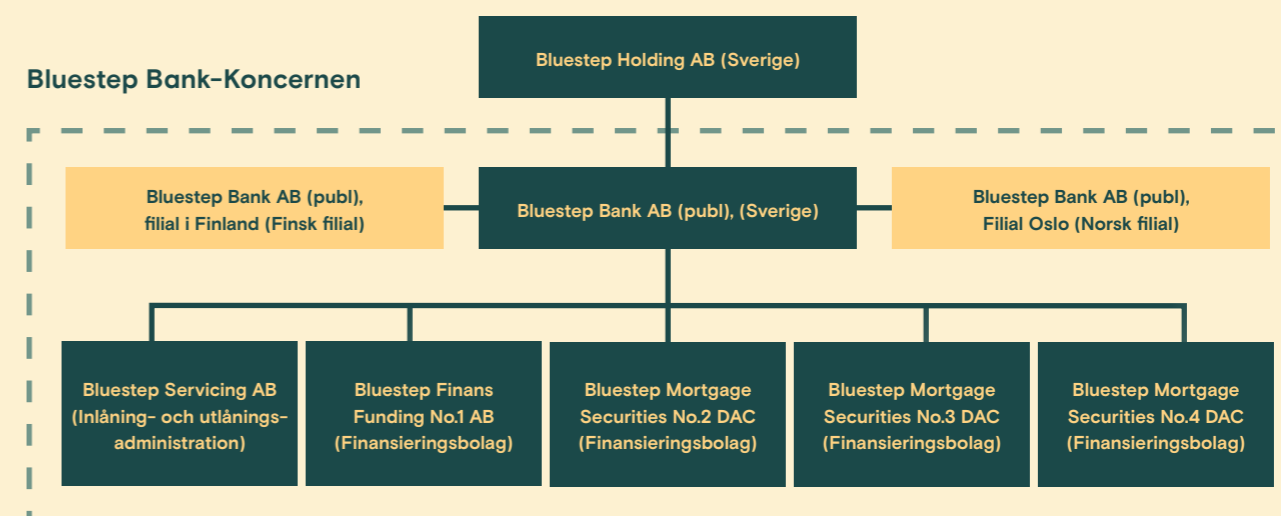 Bluestep Holding AB (Sverige)
Bluestep Bank-Koncernen
Bluestep Bank AB (publ),
filial i Finland (Finsk filial)
Bluestep Bank AB (publ), (Sverige)
Bluestep Bank AB (publ),
Filial Oslo (Norsk filial)
Bluestep Servicing AB
(Inlåning- och utlånings-
administration)
Bluestep Finans
Funding No.1 AB
(Finansieringsbolag)
Bluestep Mortgage
Securities No.2 DAC
(Finansieringsbolag)
Bluestep Mortgage
Securities No.3 DAC
(Finansieringsbolag)
Bluestep Mortgage
Securities No.4 DAC
(Finansieringsbolag)